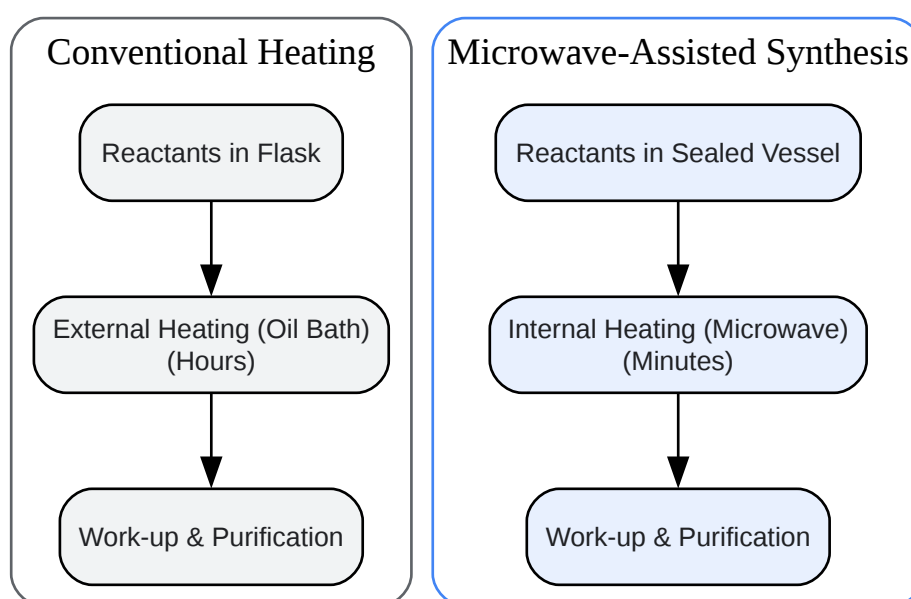 Conventional Heating
Reactants in Flask
External Heating (Oil Bath)
(Hours)
Work-up & Purification
Microwave-Assisted Synthesis
Reactants in Sealed Vessel
Internal Heating (Microwave)
(Minutes)
Work-up & Purification